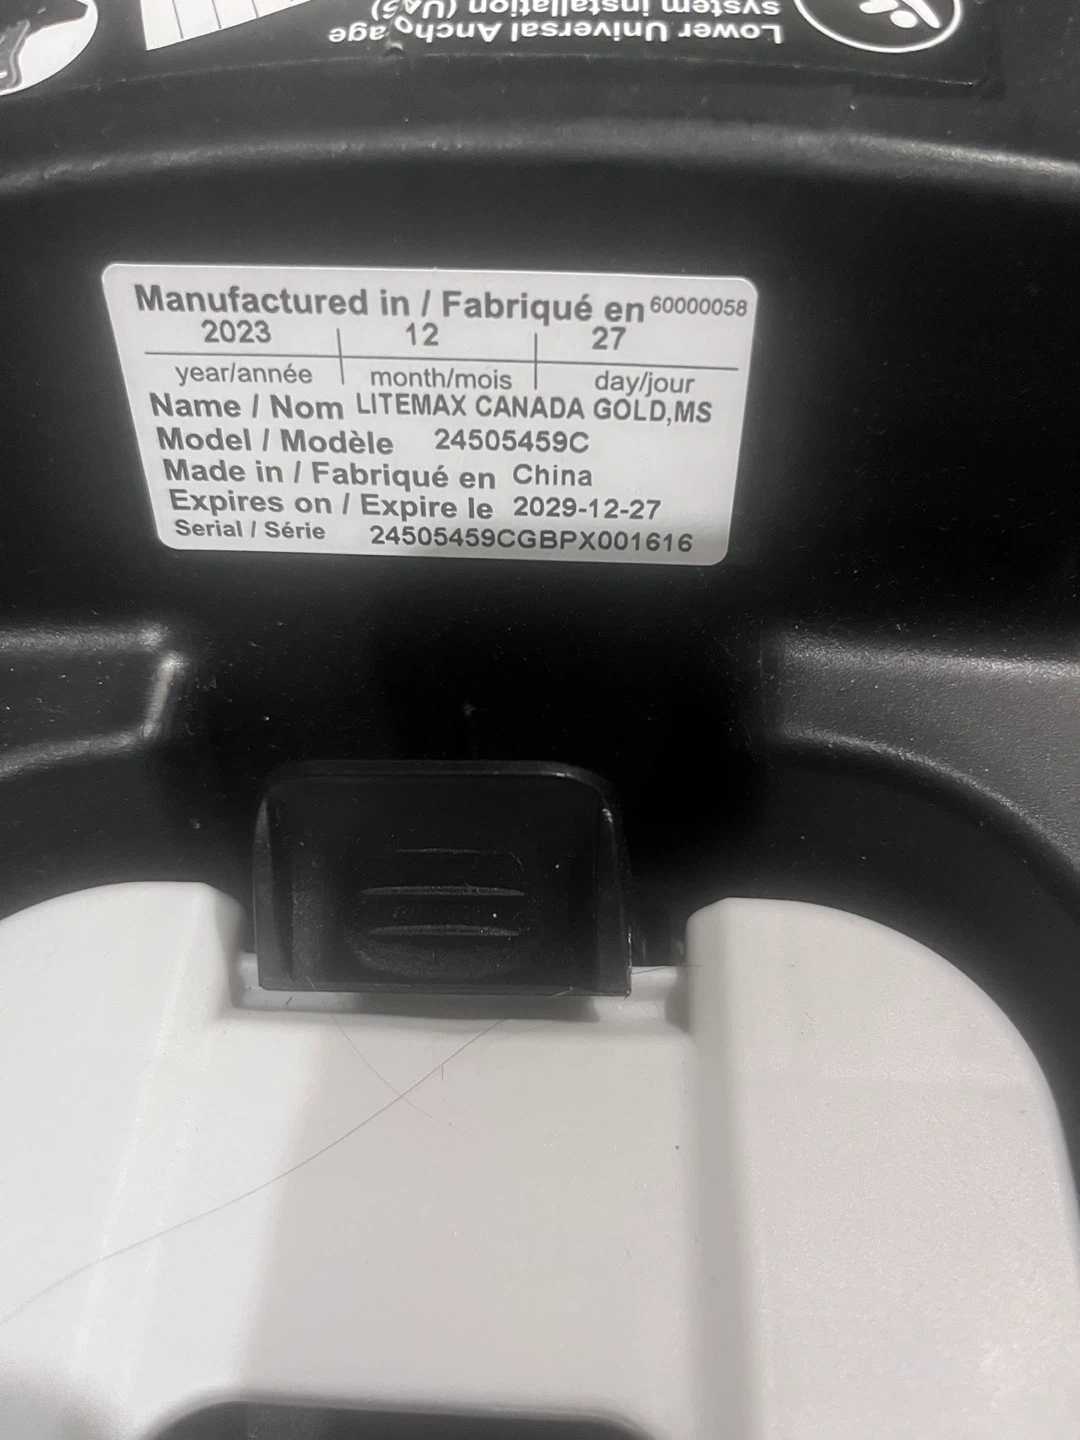 system installation (UAS)
Lower Universal Anchorage
Manufactured in / Fabriqué en 60000058
2023 12 27
year/année month/mois day/jour
Name / Nom LITEMAX CANADA GOLD,MS
Model / Modèle 24505459C
Made in / Fabriqué en China
Expires on / Expire le 2029-12-27
Serial / Série 24505459CGBPX001616